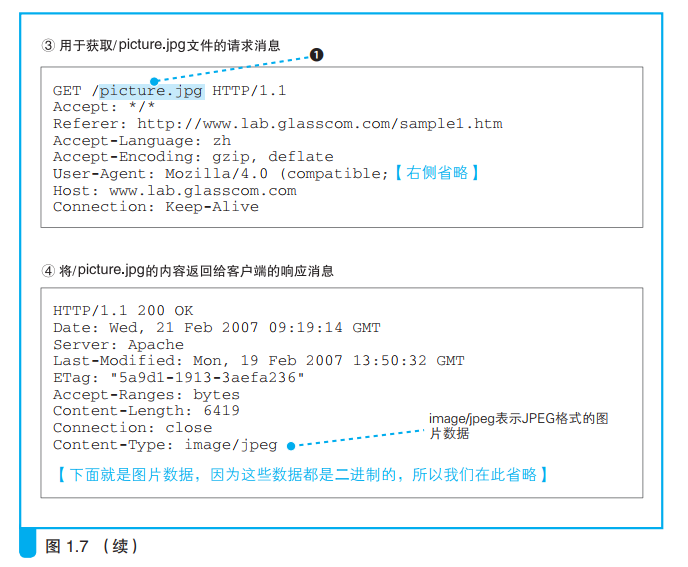 ③ 用于获取/picture.jpg文件的请求消息
❶
GET /picture.jpg HTTP/1.1
Accept: */*
Referer: http://www.lab.glasscom.com/sample1.htm
Accept-Language: zh
Accept-Encoding: gzip, deflate
User-Agent: Mozilla/4.0 (compatible;【右侧省略】
Host: www.lab.glasscom.com
Connection: Keep-Alive
④ 将/picture.jpg的内容返回给客户端的响应消息
HTTP/1.1 200 OK
Date: Wed, 21 Feb 2007 09:19:14 GMT
Server: Apache
Last-Modified: Mon, 19 Feb 2007 13:50:32 GMT
ETag: "5a9d1-1913-3aefa236"
Accept-Ranges: bytes
Content-Length: 6419
Connection: close
Content-Type: image/jpeg
image/jpeg表示JPEG格式的图
片数据
【下面就是图片数据，因为这些数据都是二进制的，所以我们在此省略】
图 1.7 （续）